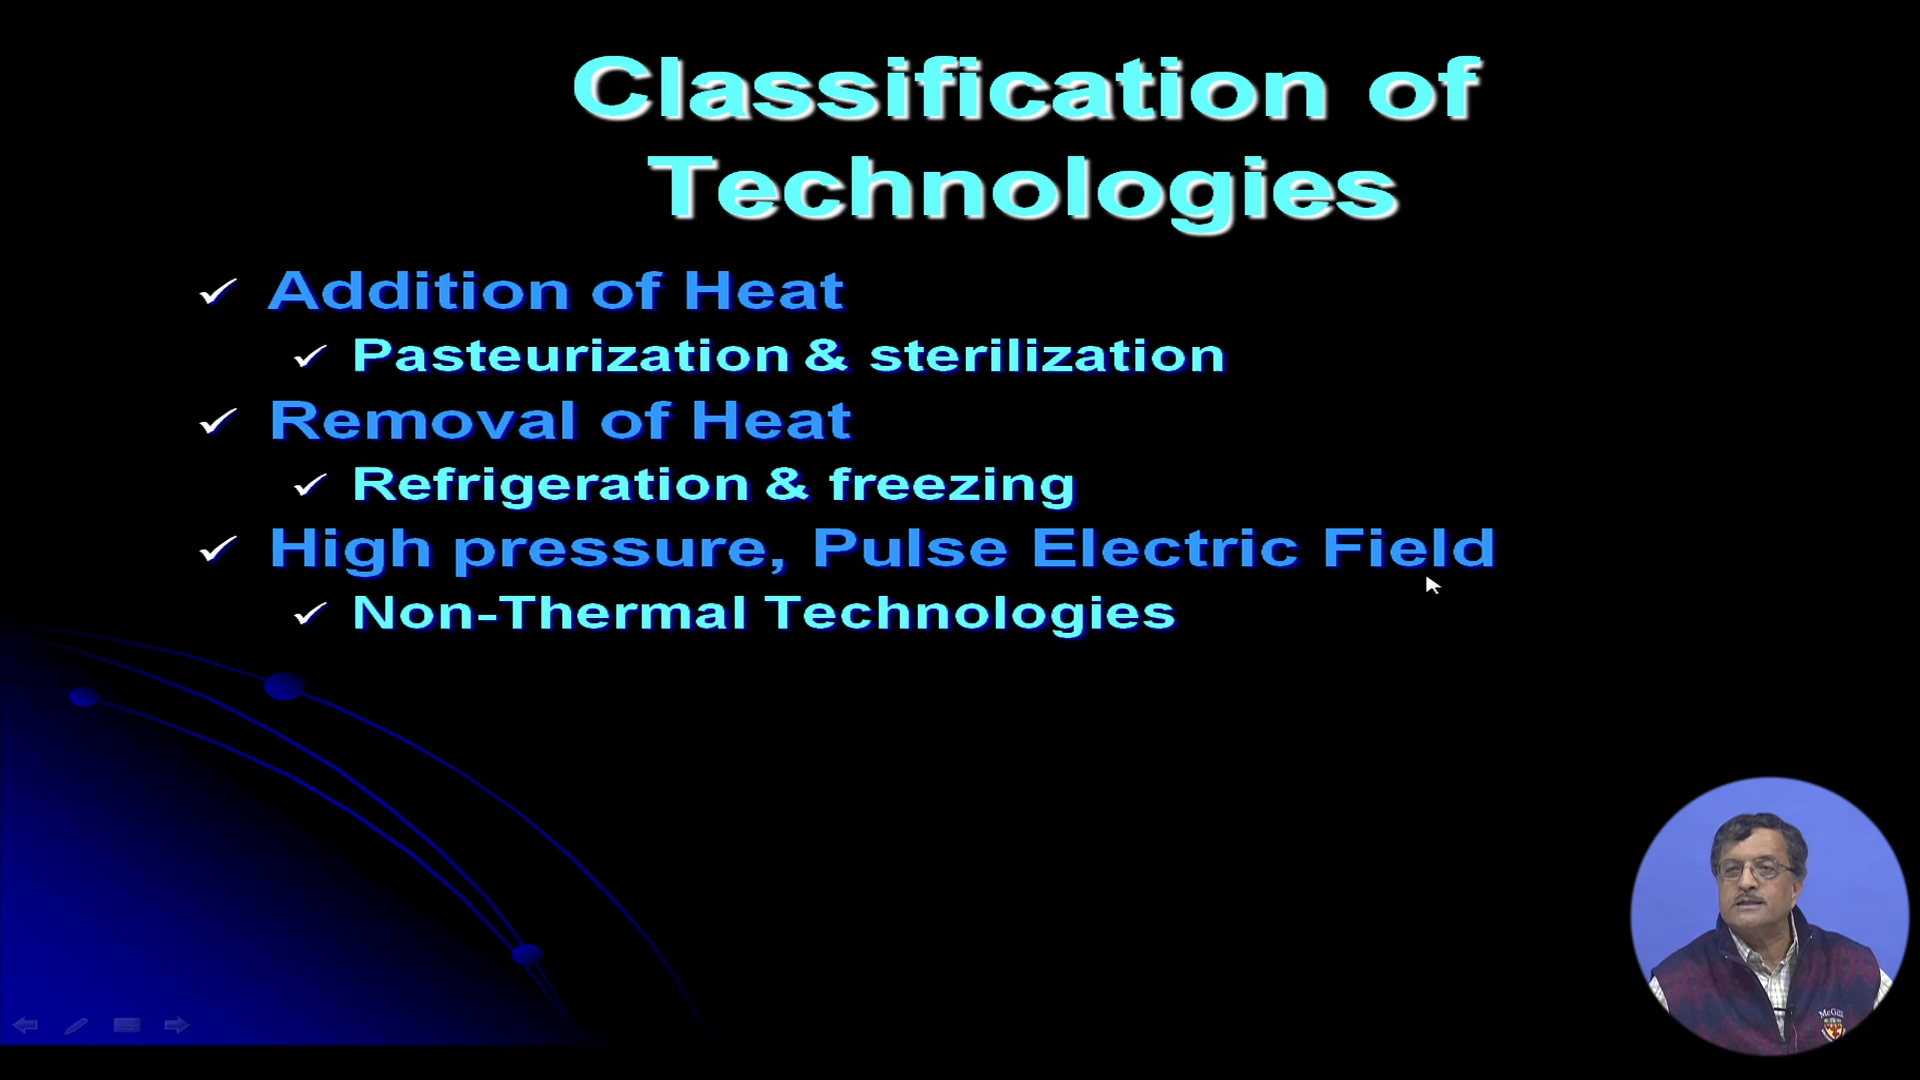 Classification of
Technologies
Addition of Heat
Pasteurization & sterilization
Removal of Heat
Refrigeration & freezing
High pressure, Pulse Electric Field
Non-Thermal Technologies
McGill